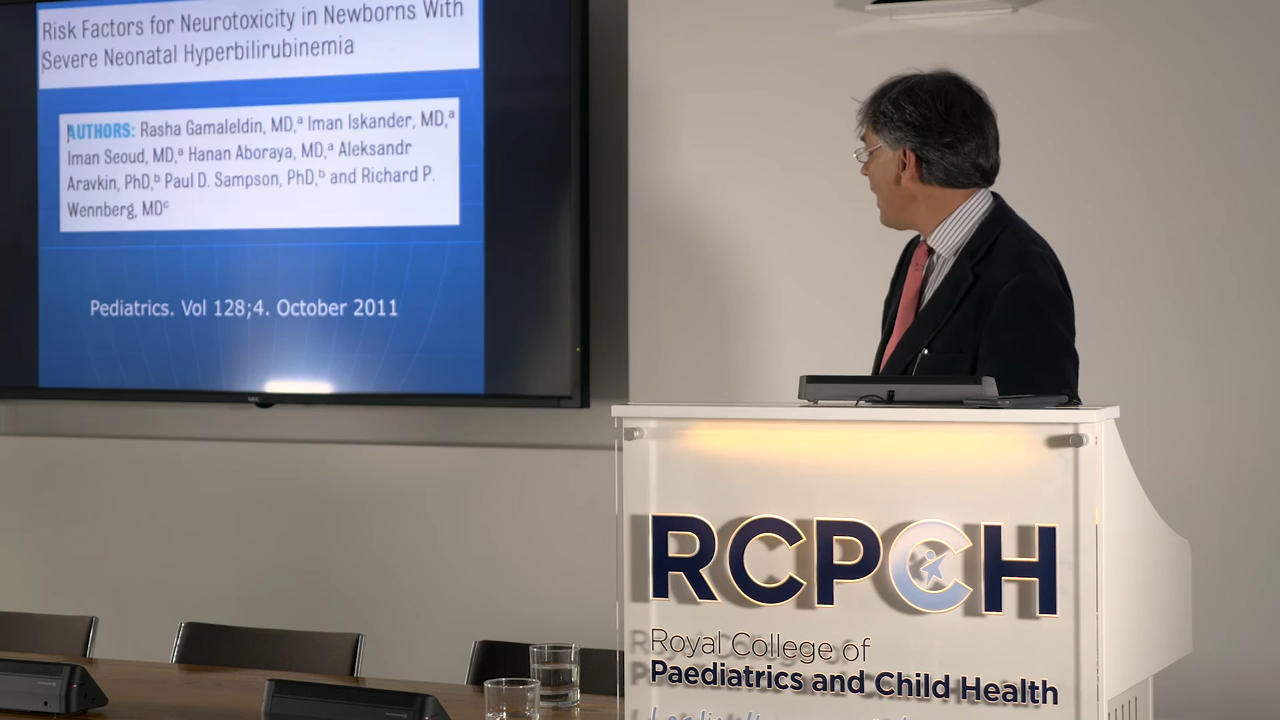 Risk Factors for Neurotoxicity in Newborns With
Severe Neonatal Hyperbilirubinemia
AUTHORS: Rasha Gamaleldin, MD,ᵃ Iman Iskander, MD,ᵃ
Iman Seoud, MD,ᵃ Hanan Aboraya, MD,ᵃ Aleksandr
Aravkin, PhD,ᵇ Paul D. Sampson, PhD,ᵇ and Richard P.
Wennberg, MDᶜ
Pediatrics. Vol 128;4. October 2011
NEC
RCPCH
Royal College of
Paediatrics and Child Health